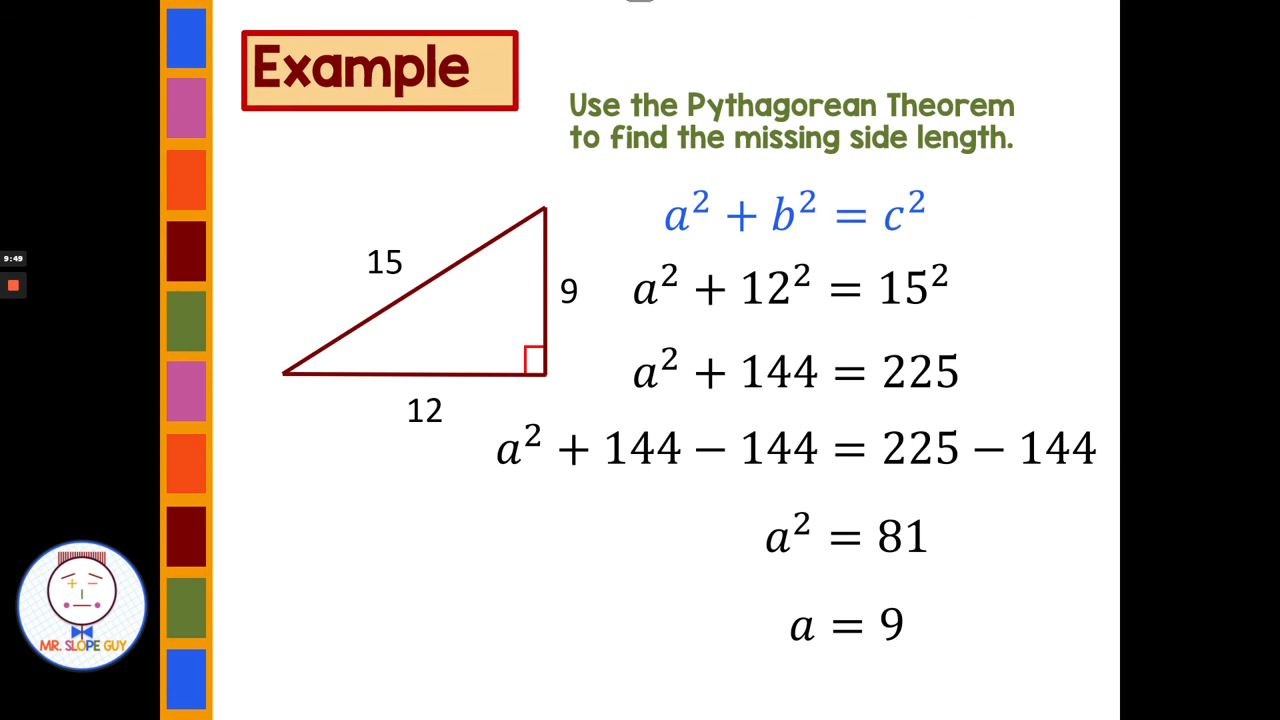 Example
Use the Pythagorean Theorem
to find the missing side length.
a² + b² = c²
15
9
a² + 12² = 15²
a² + 144 = 225
12
a² + 144 − 144 = 225 − 144
a² = 81
a = 9
9:49
MR. SLOPE GUY